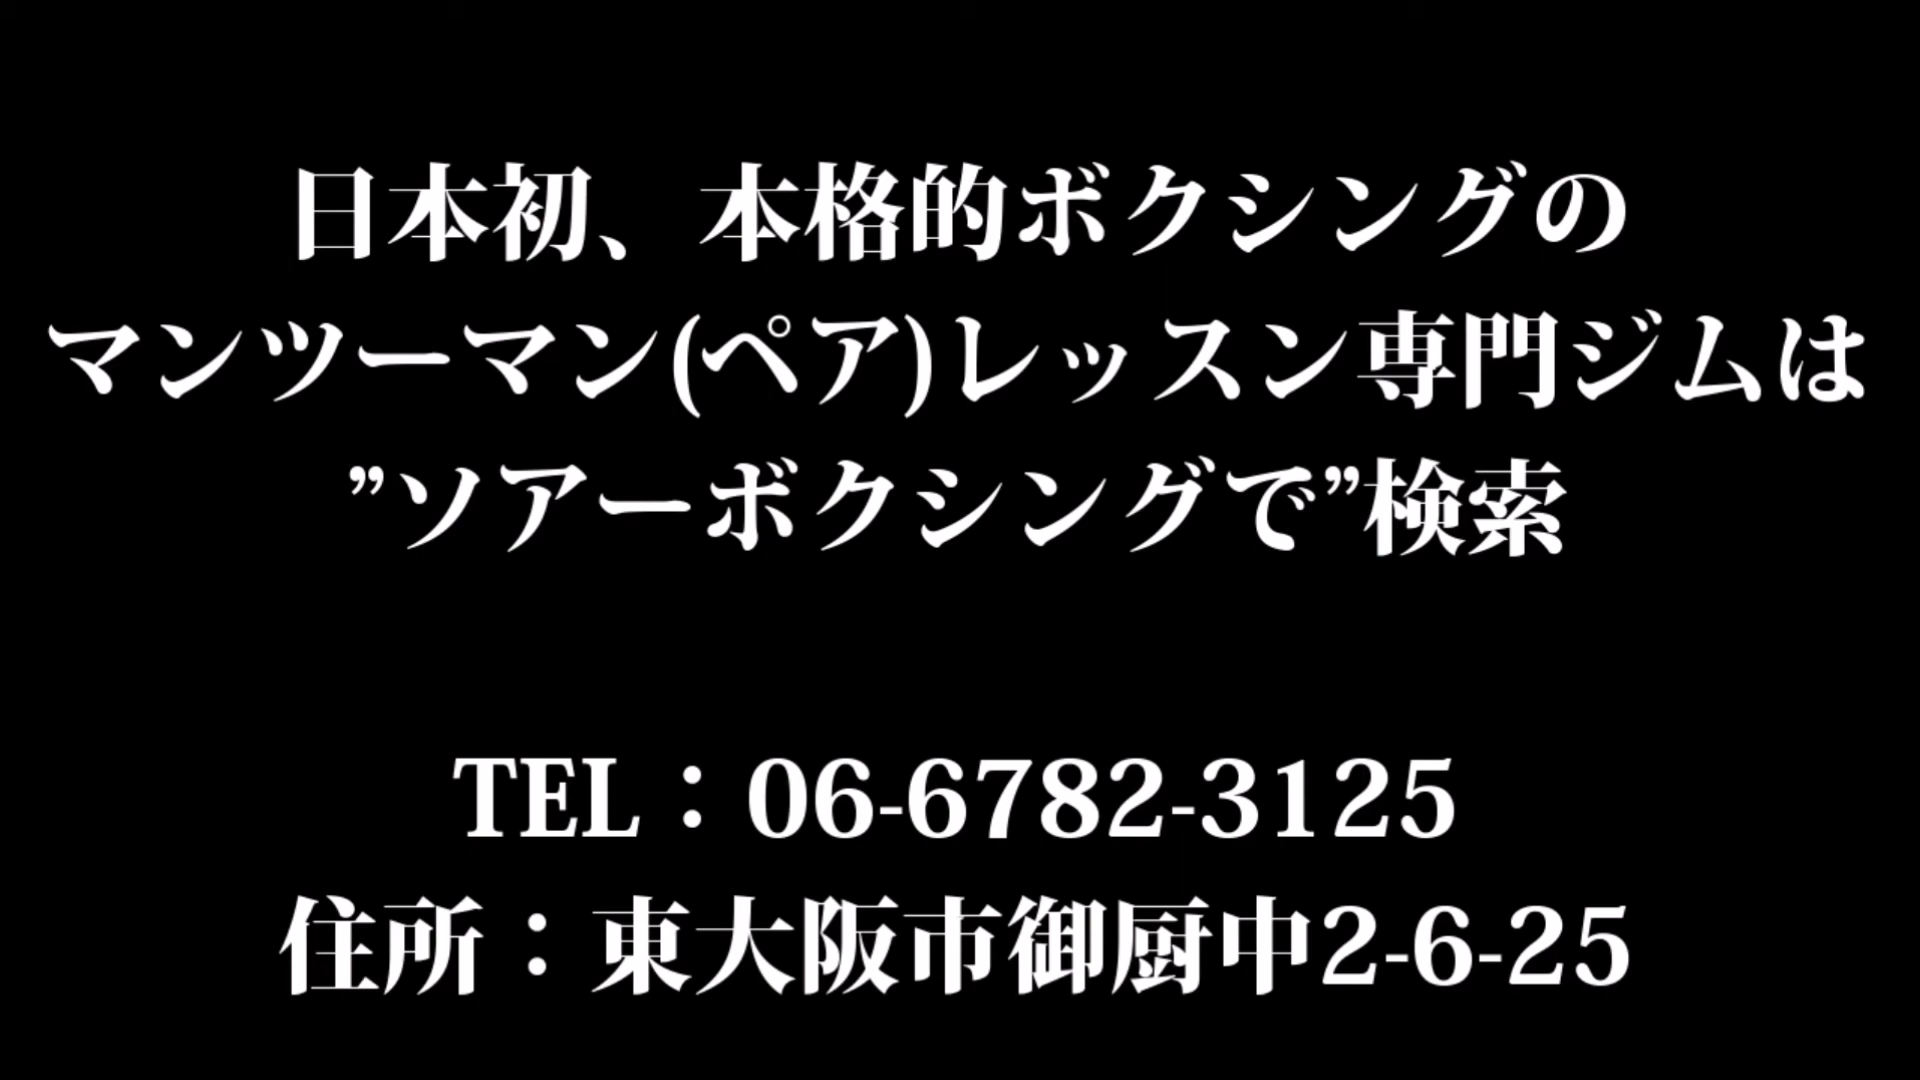 日本初、本格的ボクシングの
マンツーマン(ペア)レッスン専門ジムは
”ソアーボクシングで”検索
TEL：06-6782-3125
住所：東大阪市御厨中2-6-25